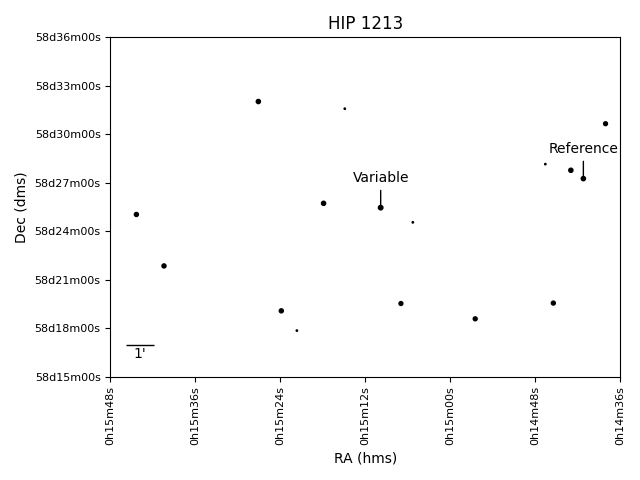 HIP 1213
58d36m00s
58d33m00s
58d30m00s
58d27m00s
58d24m00s
58d21m00s
58d18m00s
58d15m00s
Dec (dms)
Reference
Variable
1'
0h15m48s
0h15m36s
0h15m24s
0h15m12s
0h15m00s
0h14m48s
0h14m36s
RA (hms)